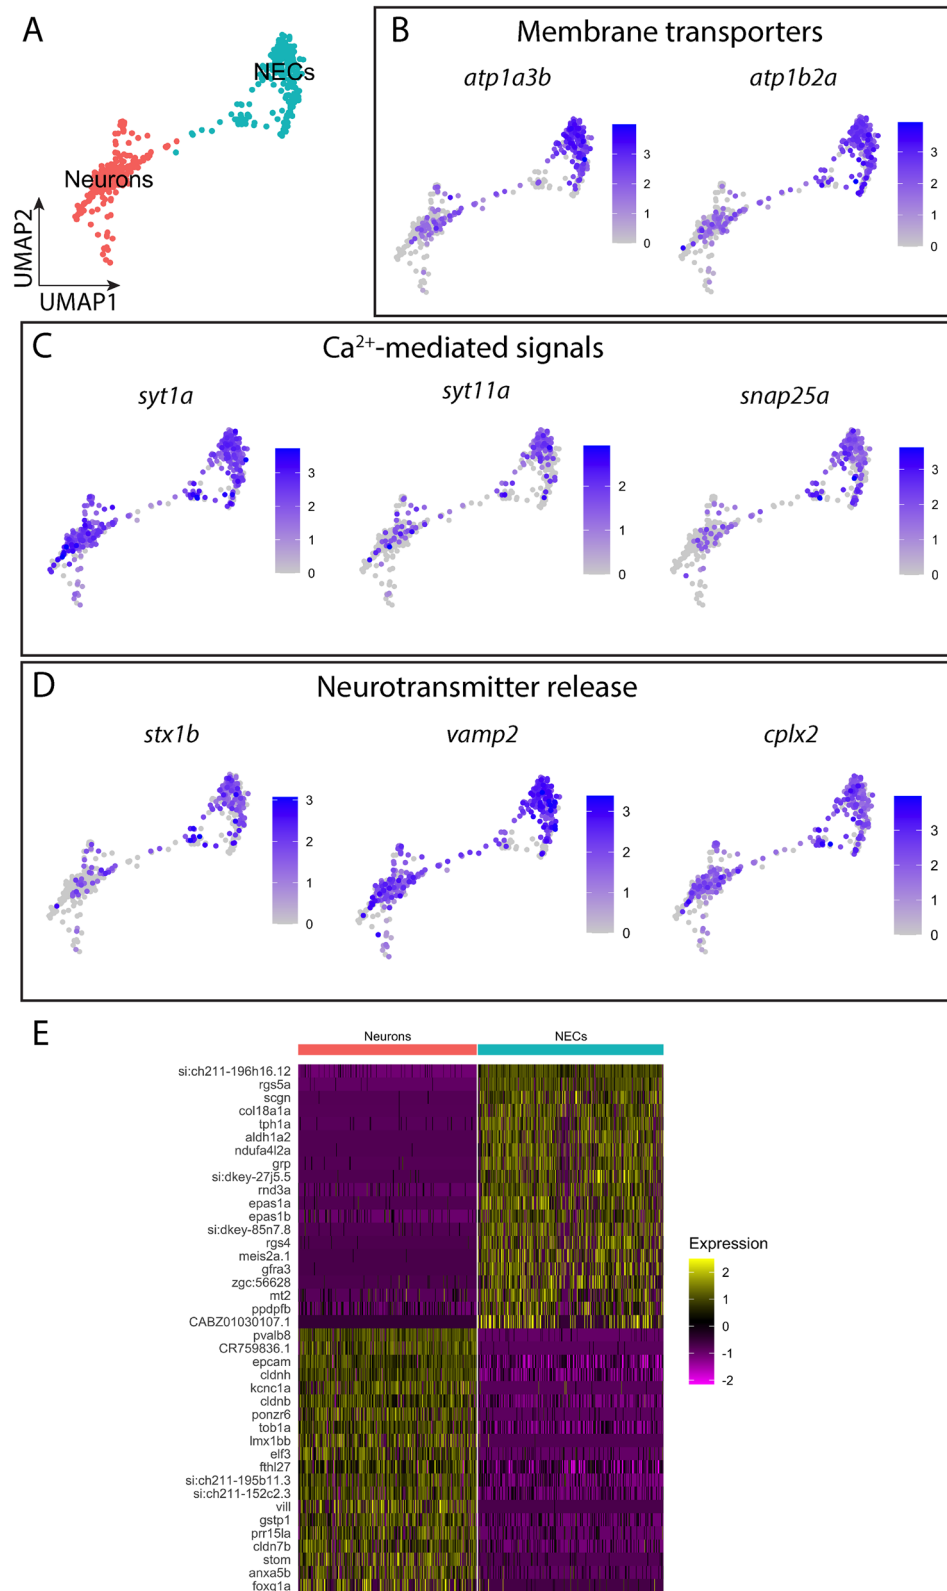 A
NECs
Neurons
UMAP2
UMAP1
B
Membrane transporters
atp1a3b
atp1b2a
3
2
1
0
3
2
1
0
C
Ca²⁺-mediated signals
syt1a
syt11a
snap25a
3
2
1
0
2
1
0
3
2
1
0
D
Neurotransmitter release
stx1b
vamp2
cplx2
3
2
1
0
3
2
1
0
3
2
1
0
E
Neurons
NECs
si:ch211-196h16.12
rgs5a
scgn
col18a1a
tph1a
aldh1a2
ndufa4l2a
grp
si:dkey-27j5.5
rnd3a
epas1a
epas1b
si:dkey-85n7.8
rgs4
meis2a.1
gfra3
zgc:56628
mt2
ppdpfb
CABZ01030107.1
pvalb8
CR759836.1
epcam
cldnh
kcnc1a
cldnb
ponzr6
tob1a
lmx1bb
elf3
fthl27
si:ch211-195b11.3
si:ch211-152c2.3
vill
gstp1
prr15la
cldn7b
stom
anxa5b
foxq1a
Expression
2
1
0
-1
-2